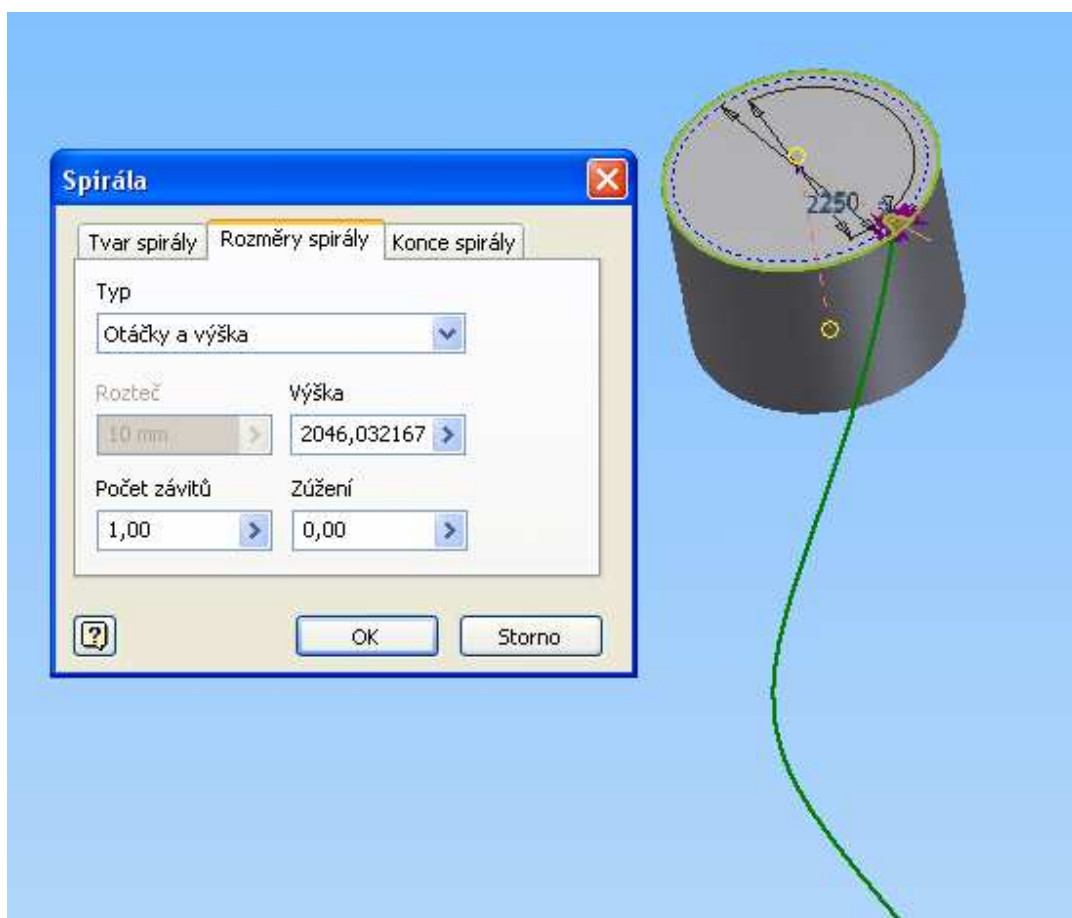 Spirála
Tvar spirály Rozměry spirály Konce spirály
Typ
Otáčky a výška
Rozteč Výška
10 mm 2046,032167
Počet závitů Zúžení
1,00 0,00
OK Storno
2250